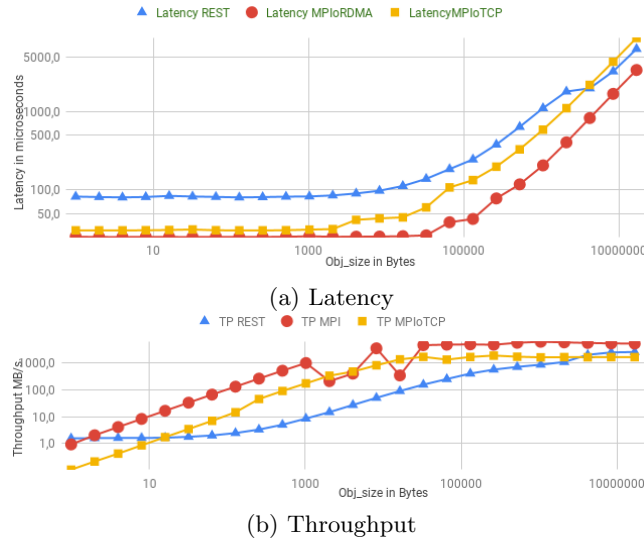 Latency REST Latency MPIoRDMA LatencyMPIoTCP
Latency in microseconds
5000,0
1000,0
500,0
100,0
50,0
10 1000 100000 10000000
Obj_size in Bytes
(a) Latency
TP REST TP MPI TP MPIoTCP
Throughput MB/s
1000,0
100,0
10,0
1,0
10 1000 100000 10000000
Obj_size in Bytes
(b) Throughput